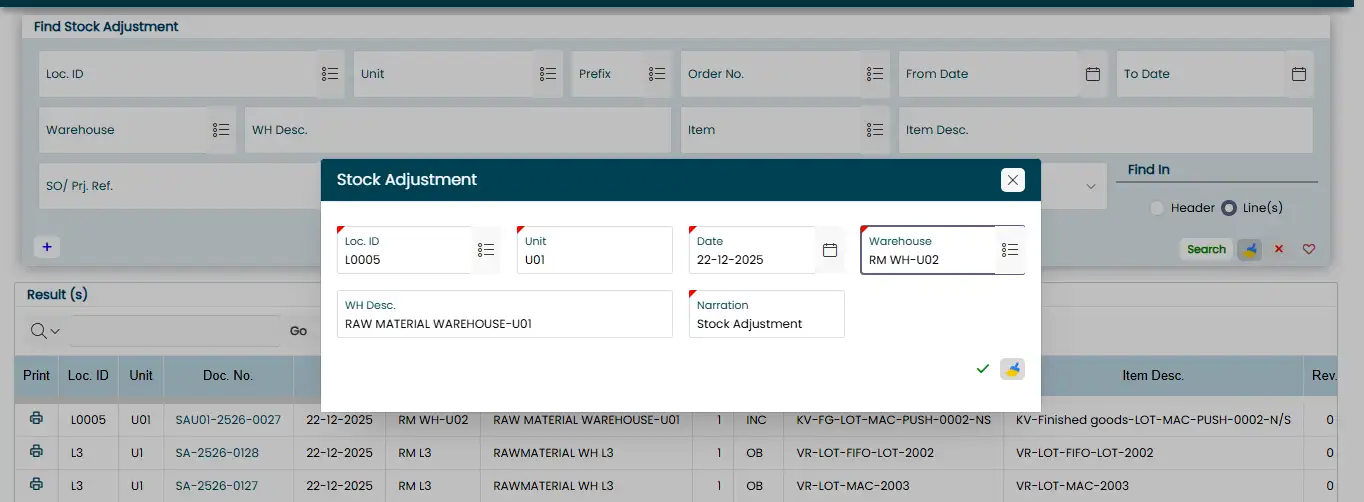 Find Stock Adjustment
Loc. ID Unit Prefix Order No. From Date To Date
Warehouse WH Desc. Item Item Desc.
SO/ Prj. Ref.
Find In
Header Line(s)
+ Search
Stock Adjustment
Loc. ID Unit Date Warehouse
L0005 U01 22-12-2025 RM WH-U02
WH Desc. Narration
RAW MATERIAL WAREHOUSE-U01 Stock Adjustment
Result (s)
Go
Print Loc. ID Unit Doc. No. Item Desc. Rev.
L0005 U01 SAU01-2526-0027 22-12-2025 RM WH-U02 RAW MATERIAL WAREHOUSE-U01 1 INC KV-FG-LOT-MAC-PUSH-0002-NS KV-Finished goods-LOT-MAC-PUSH-0002-N/S 0
L3 U1 SA-2526-0128 22-12-2025 RM L3 RAWMATERIAL WH L3 1 OB VR-LOT-FIFO-LOT-2002 VR-LOT-FIFO-LOT-2002 0
L3 U1 SA-2526-0127 22-12-2025 RM L3 RAWMATERIAL WH L3 1 OB VR-LOT-MAC-2003 VR-LOT-MAC-2003 0